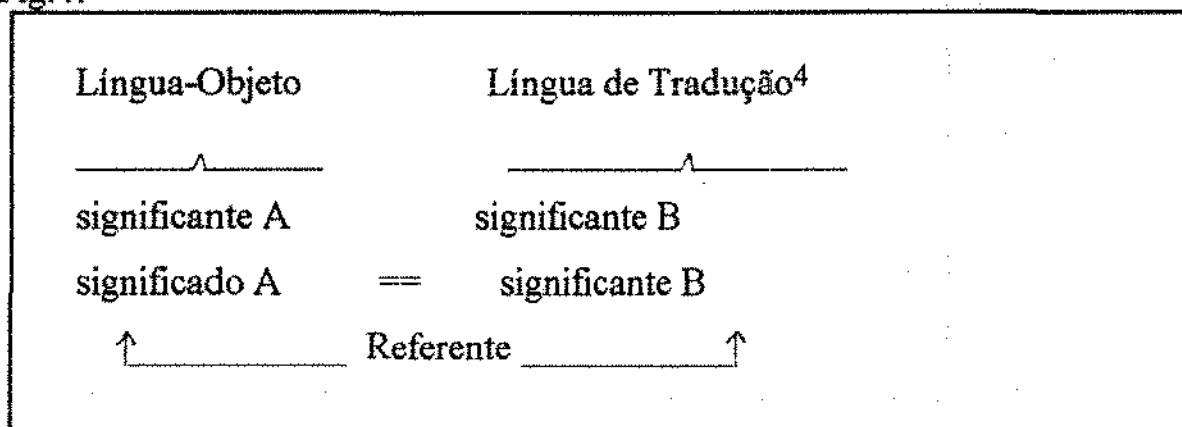 Língua-Objeto Língua de Tradução4
significante A significante B
significado A == significante B
Referente